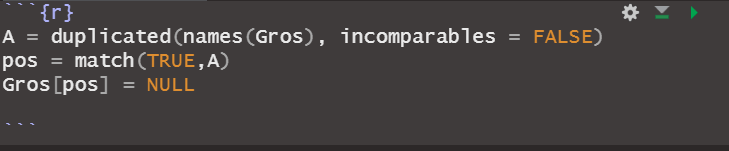 ```{r}
A = duplicated(names(Gros), incomparables = FALSE)
pos = match(TRUE,A)
Gros[pos] = NULL
```